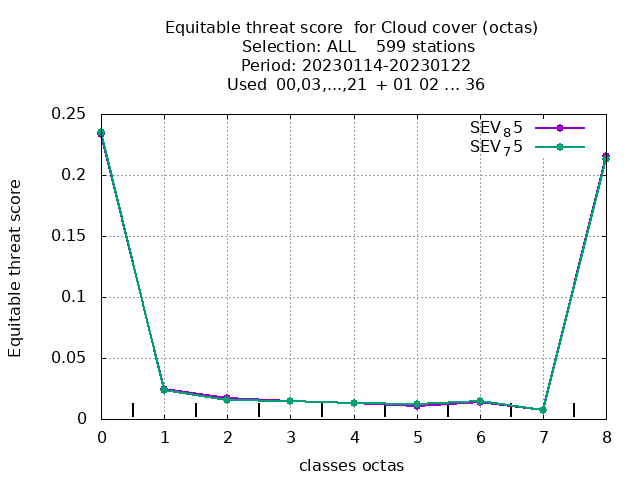 Equitable threat score  for Cloud cover (octas)
Selection: ALL    599 stations
Period: 20230114-20230122
Used  00,03,...,21  + 01 02 ... 36
SEV₈5
SEV₇5
0.25
0.2
0.15
0.1
0.05
0
Equitable threat score
0 1 2 3 4 5 6 7 8
classes octas